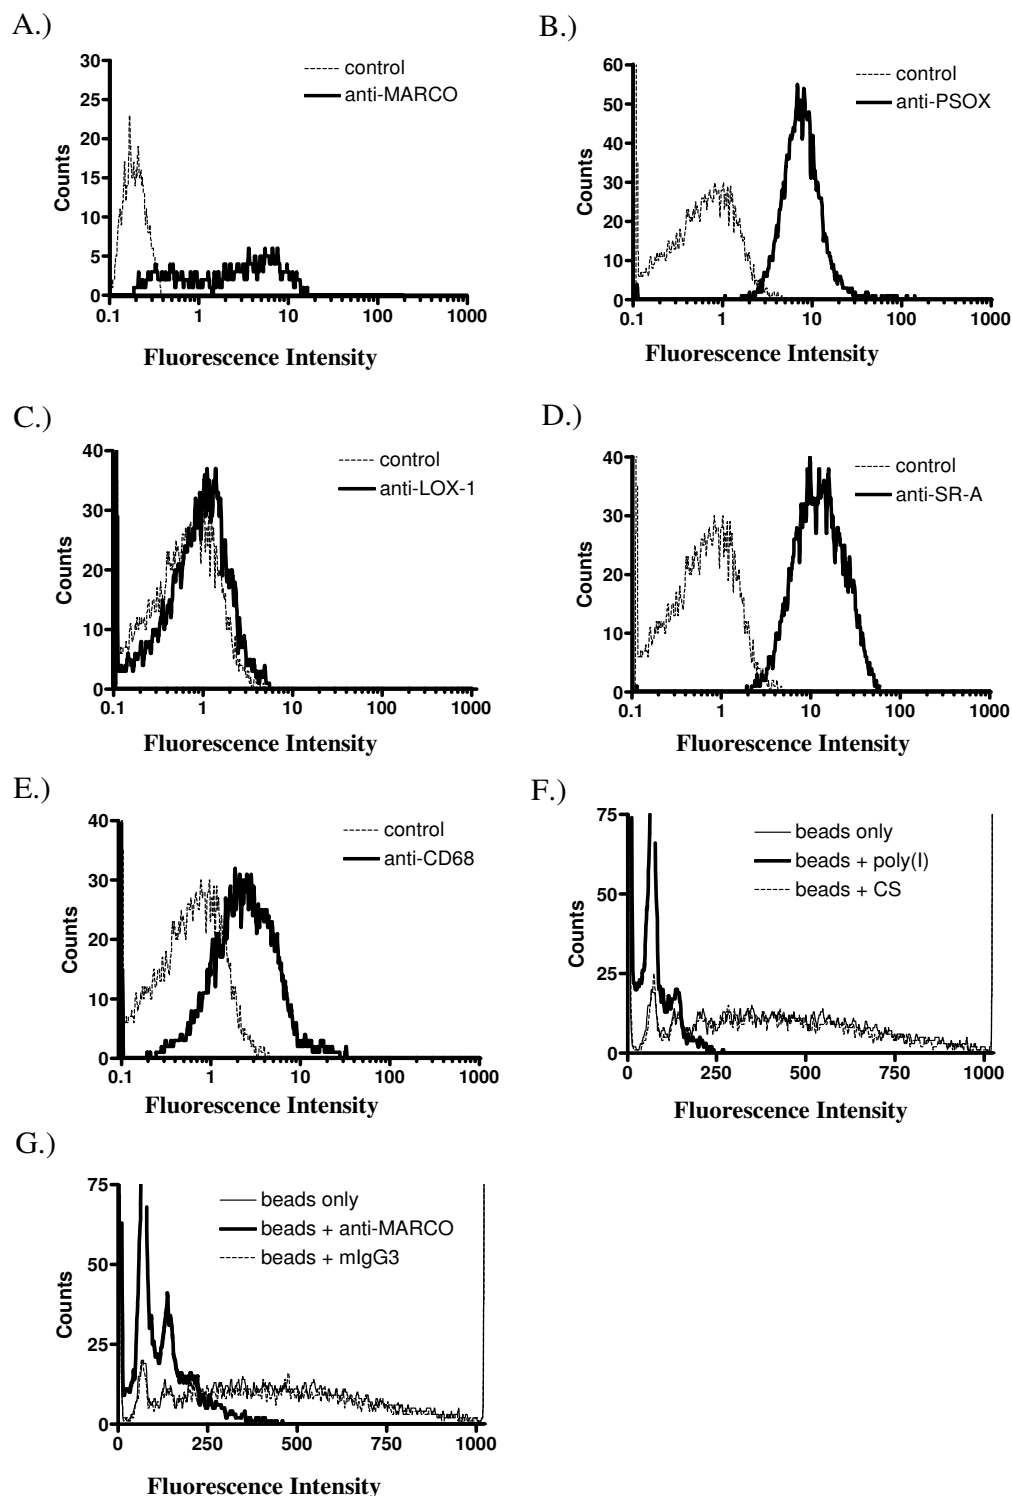 A.)
30
25
20
15
10
5
0
Counts
control
anti-MARCO
0.1 1 10 100 1000
Fluorescence Intensity
B.)
60
50
40
30
20
10
0
Counts
control
anti-PSOX
0.1 1 10 100 1000
Fluorescence Intensity
C.)
40
30
20
10
0
Counts
control
anti-LOX-1
0.1 1 10 100 1000
Fluorescence Intensity
D.)
40
30
20
10
0
Counts
control
anti-SR-A
0.1 1 10 100 1000
Fluorescence Intensity
E.)
40
30
20
10
0
Counts
control
anti-CD68
0.1 1 10 100 1000
Fluorescence Intensity
F.)
75
50
25
0
Counts
beads only
beads + poly(I)
beads + CS
0 250 500 750 1000
Fluorescence Intensity
G.)
75
50
25
0
Counts
beads only
beads + anti-MARCO
beads + mIgG3
0 250 500 750 1000
Fluorescence Intensity